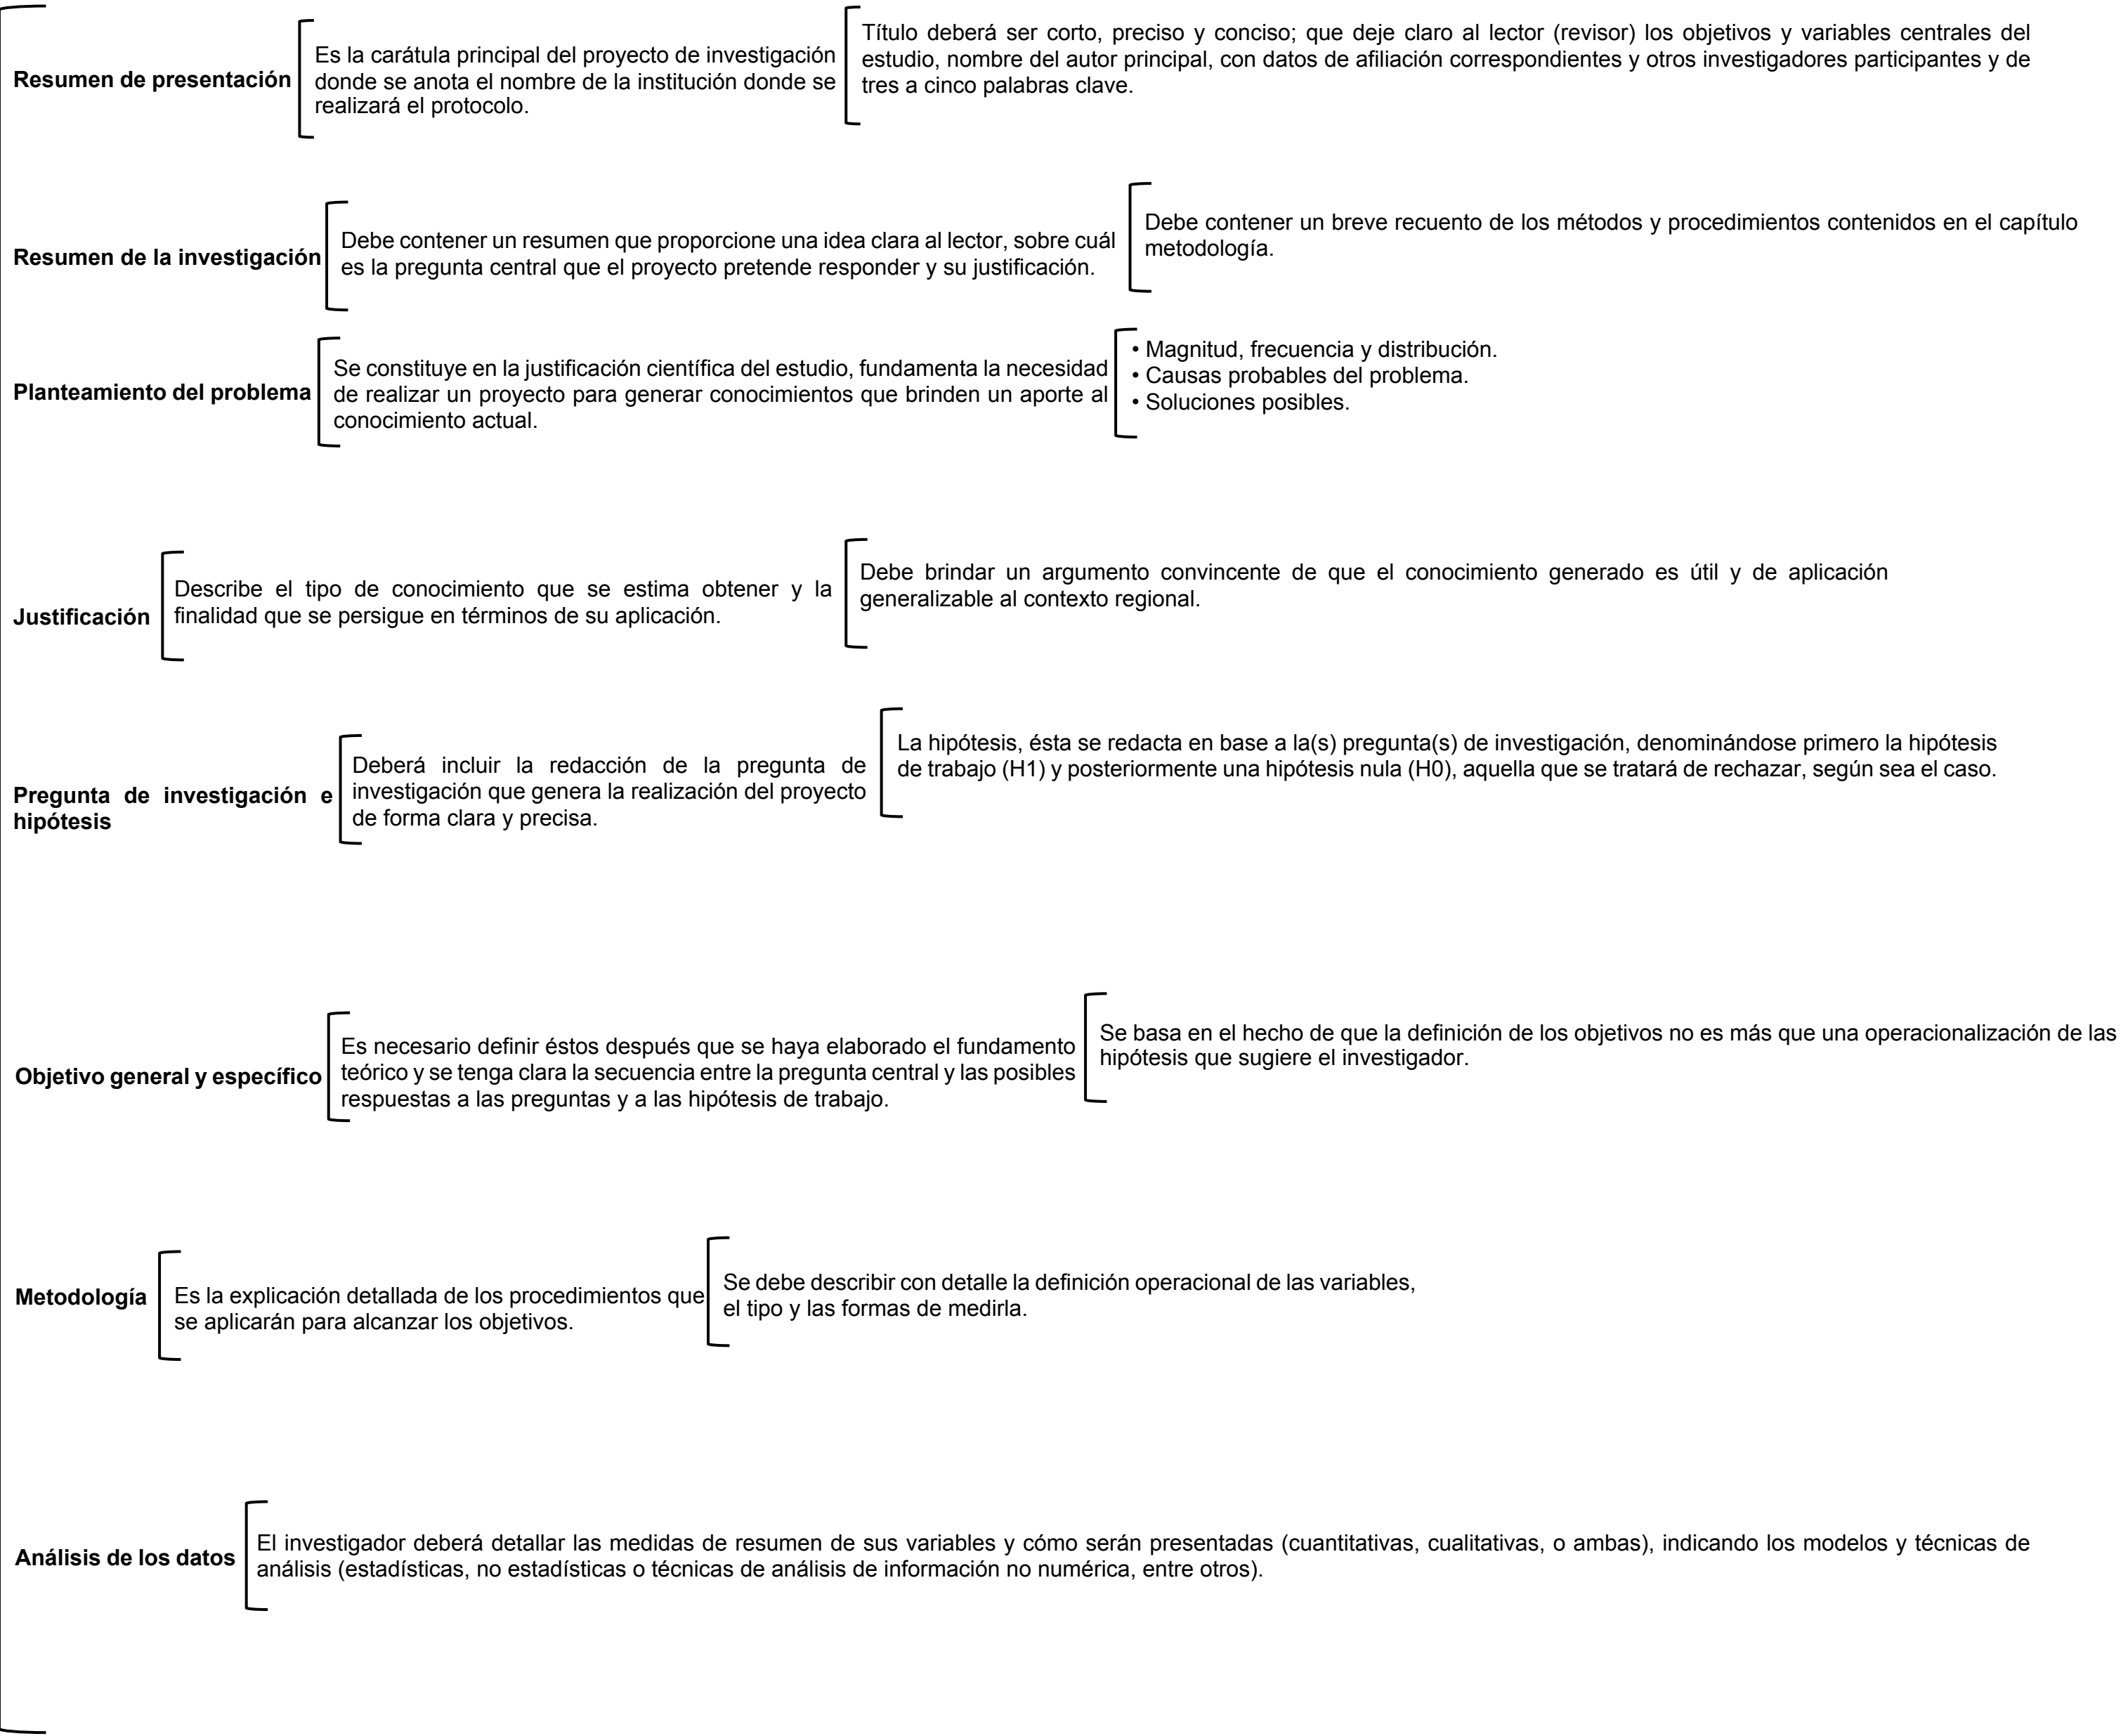 Resumen de presentación
Es la carátula principal del proyecto de investigación
donde se anota el nombre de la institución donde se
realizará el protocolo.
Título deberá ser corto, preciso y conciso; que deje claro al lector (revisor) los objetivos y variables centrales del
estudio, nombre del autor principal, con datos de afiliación correspondientes y otros investigadores participantes y de
tres a cinco palabras clave.
Resumen de la investigación
Debe contener un resumen que proporcione una idea clara al lector, sobre cuál
es la pregunta central que el proyecto pretende responder y su justificación.
Debe contener un breve recuento de los métodos y procedimientos contenidos en el capítulo
metodología.
Planteamiento del problema
Se constituye en la justificación científica del estudio, fundamenta la necesidad
de realizar un proyecto para generar conocimientos que brinden un aporte al
conocimiento actual.
• Magnitud, frecuencia y distribución.
• Causas probables del problema.
• Soluciones posibles.
Justificación
Describe el tipo de conocimiento que se estima obtener y la
finalidad que se persigue en términos de su aplicación.
Debe brindar un argumento convincente de que el conocimiento generado es útil y de aplicación
generalizable al contexto regional.
Pregunta de investigación e
hipótesis
Deberá incluir la redacción de la pregunta de
investigación que genera la realización del proyecto
de forma clara y precisa.
La hipótesis, ésta se redacta en base a la(s) pregunta(s) de investigación, denominándose primero la hipótesis
de trabajo (H1) y posteriormente una hipótesis nula (H0), aquella que se tratará de rechazar, según sea el caso.
Objetivo general y específico
Es necesario definir éstos después que se haya elaborado el fundamento
teórico y se tenga clara la secuencia entre la pregunta central y las posibles
respuestas a las preguntas y a las hipótesis de trabajo.
Se basa en el hecho de que la definición de los objetivos no es más que una operacionalización de las
hipótesis que sugiere el investigador.
Metodología
Es la explicación detallada de los procedimientos que
se aplicarán para alcanzar los objetivos.
Se debe describir con detalle la definición operacional de las variables,
el tipo y las formas de medirla.
Análisis de los datos
El investigador deberá detallar las medidas de resumen de sus variables y cómo serán presentadas (cuantitativas, cualitativas, o ambas), indicando los modelos y técnicas de
análisis (estadísticas, no estadísticas o técnicas de análisis de información no numérica, entre otros).